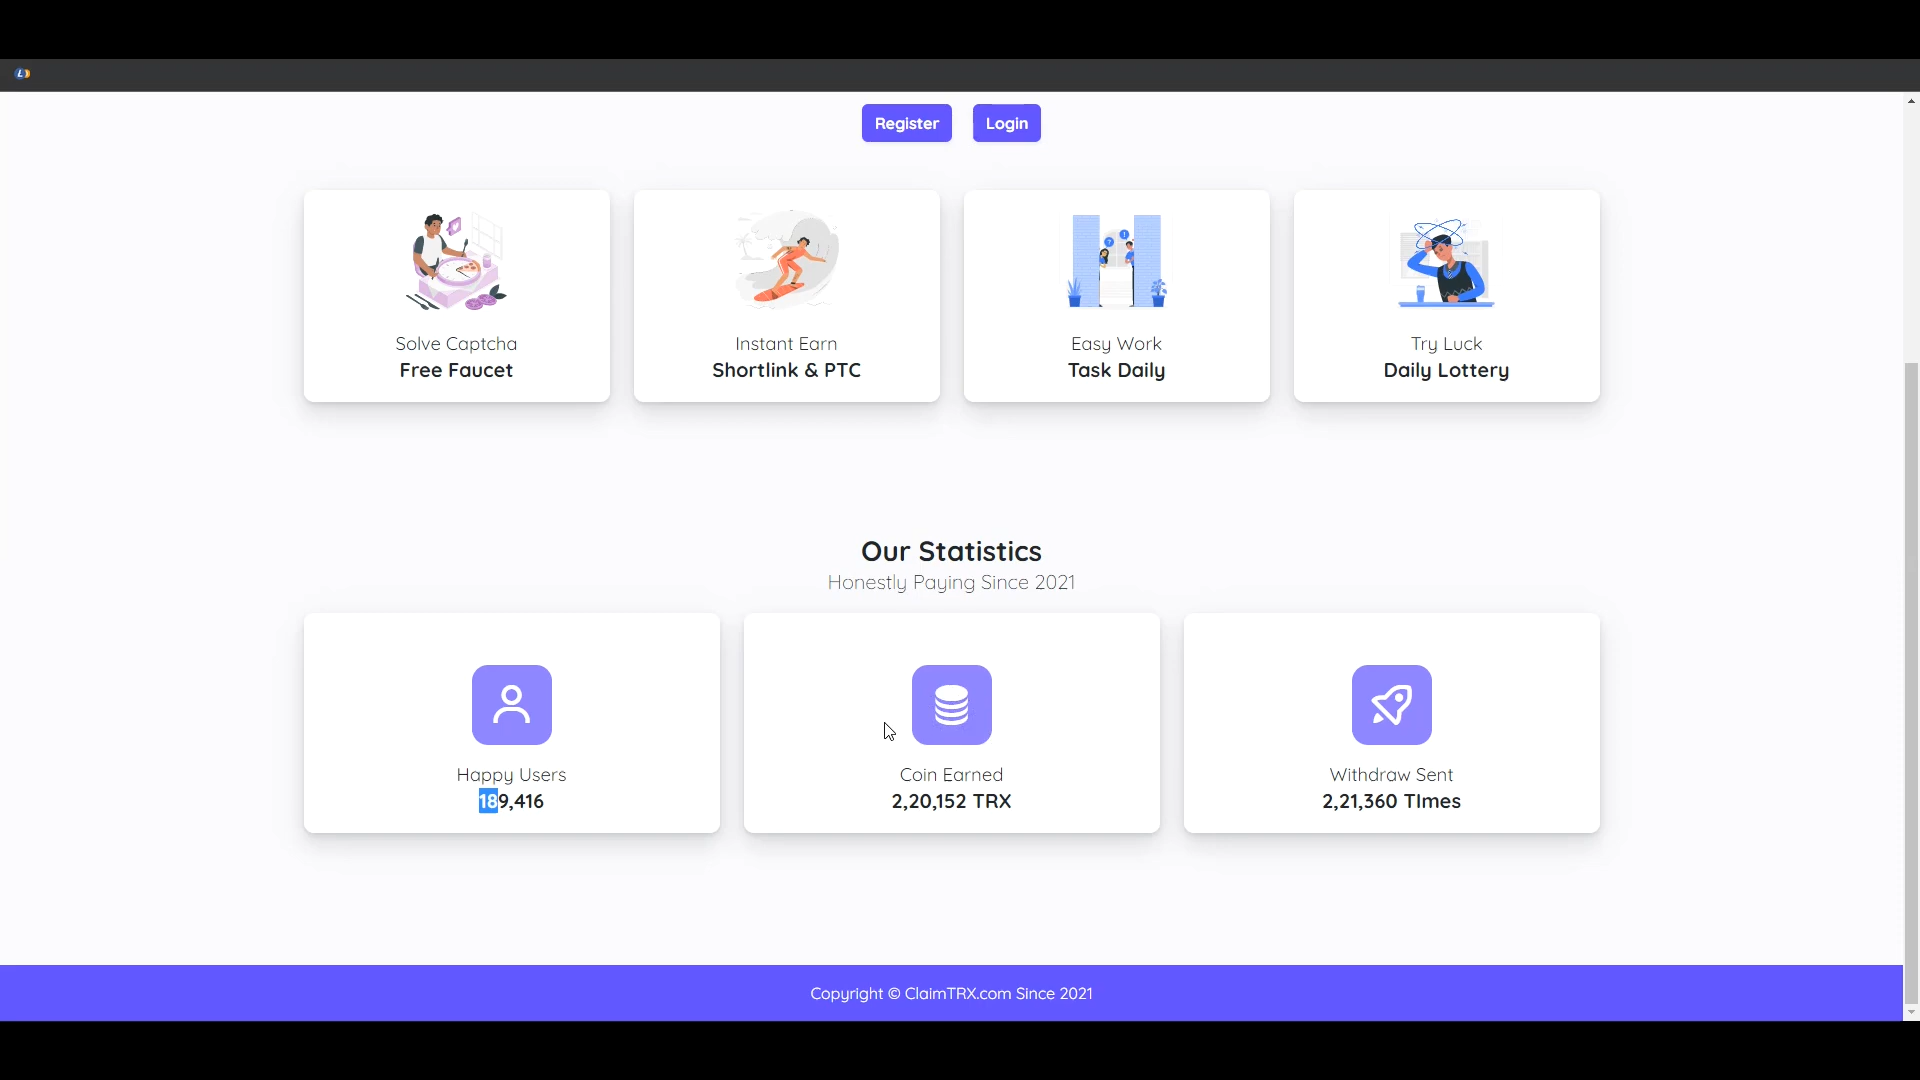 Register Login
Solve Captcha
Free Faucet
Instant Earn
Shortlink & PTC
Easy Work
Task Daily
Try Luck
Daily Lottery
Our Statistics
Honestly Paying Since 2021
Happy Users
189,416
Coin Earned
2,20,152 TRX
Withdraw Sent
2,21,360 TImes
Copyright © ClaimTRX.com Since 2021